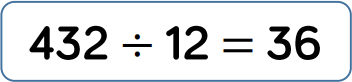 432 ÷ 12 = 36